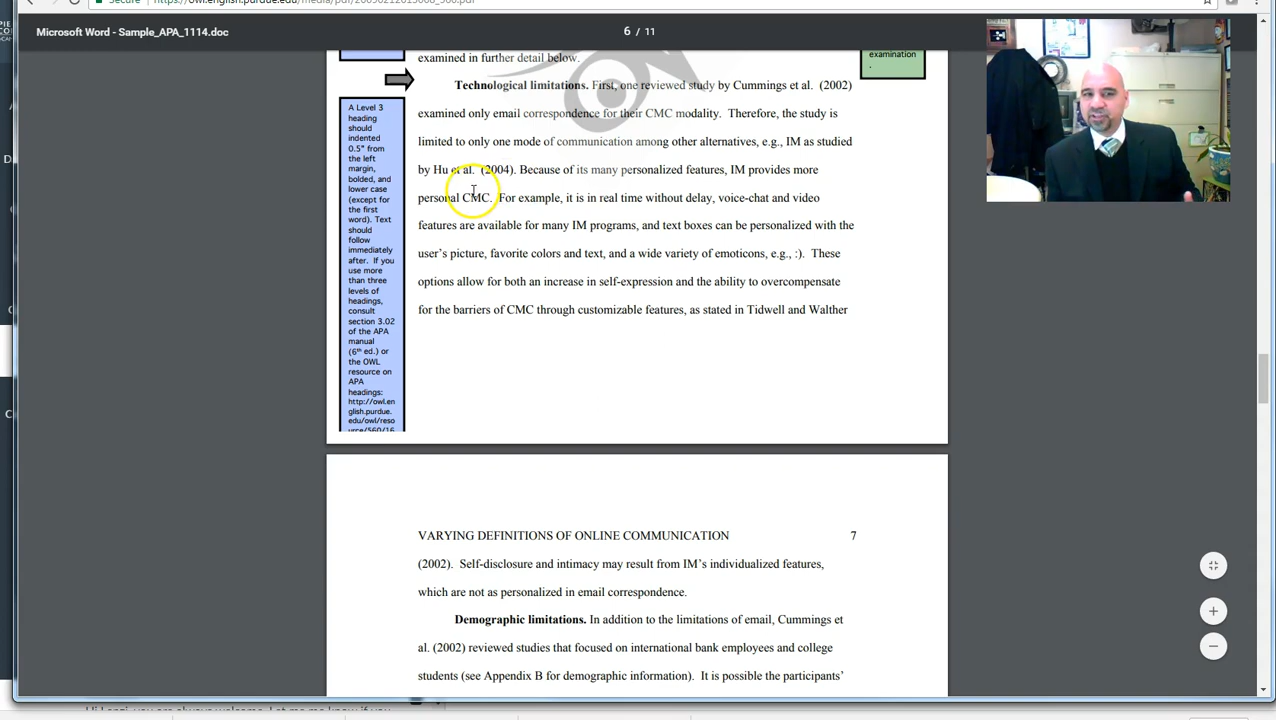 Secure
https://owl.english.purdue.edu/media/pdf/20090212013008_560.pdf
Microsoft Word - Sample_APA_1114.doc
6 / 11
examined in further detail below.
examination
.
Technological limitations. First, one reviewed study by Cummings et al. (2002)
examined only email correspondence for their CMC modality. Therefore, the study is
limited to only one mode of communication among other alternatives, e.g., IM as studied
by Hu et al. (2004). Because of its many personalized features, IM provides more
personal CMC. For example, it is in real time without delay, voice-chat and video
features are available for many IM programs, and text boxes can be personalized with the
user's picture, favorite colors and text, and a wide variety of emoticons, e.g., :). These
options allow for both an increase in self-expression and the ability to overcompensate
for the barriers of CMC through customizable features, as stated in Tidwell and Walther
A Level 3
heading
should
indented
0.5" from
the left
margin,
bolded, and
lower case
(except for
the first
word). Text
should
follow
immediately
after. If you
use more
than three
levels of
headings,
consult
section 3.02
of the APA
manual
(6th ed.) or
the OWL
resource on
APA
headings:
http://owl.en
glish.purdue.
edu/owl/reso
urce/560/16
VARYING DEFINITIONS OF ONLINE COMMUNICATION 7
(2002). Self-disclosure and intimacy may result from IM's individualized features,
which are not as personalized in email correspondence.
Demographic limitations. In addition to the limitations of email, Cummings et
al. (2002) reviewed studies that focused on international bank employees and college
students (see Appendix B for demographic information). It is possible the participants'